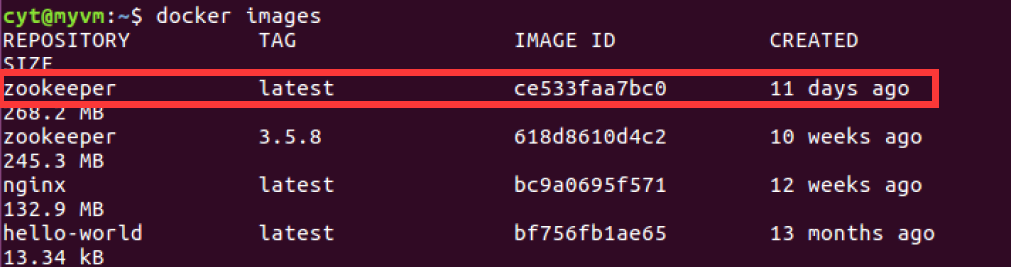 cyt@myvm:~$ docker images
REPOSITORY TAG IMAGE ID CREATED
SIZE
zookeeper latest ce533faa7bc0 11 days ago
268.2 MB
zookeeper 3.5.8 618d8610d4c2 10 weeks ago
245.3 MB
nginx latest bc9a0695f571 12 weeks ago
132.9 MB
hello-world latest bf756fb1ae65 13 months ago
13.34 kB